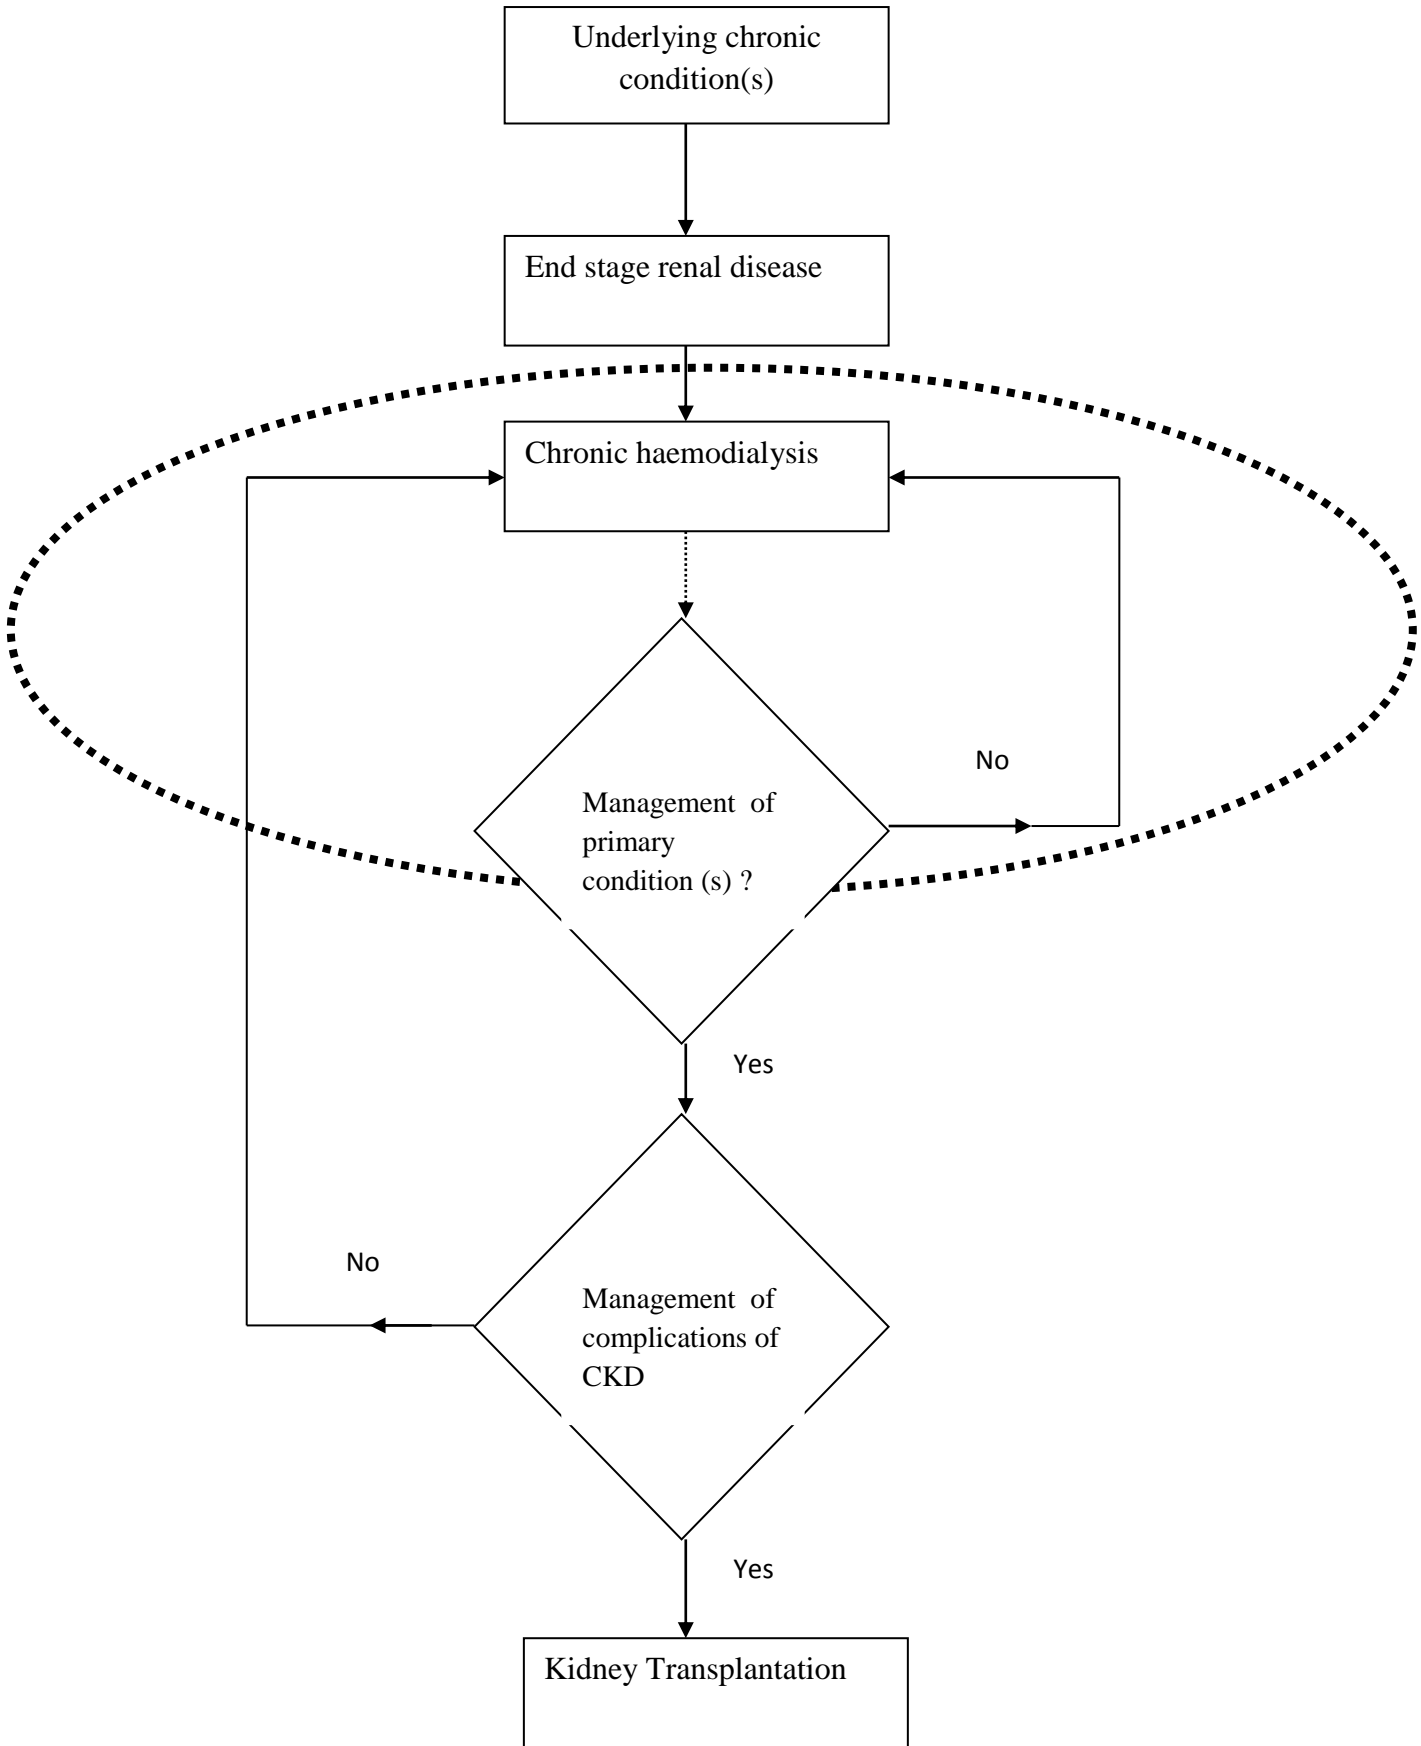 Underlying chronic
condition(s)
End stage renal disease
Chronic haemodialysis
No
Management  of
primary
condition (s) ?
Yes
No
Management  of
complications of
CKD
Yes
Kidney Transplantation